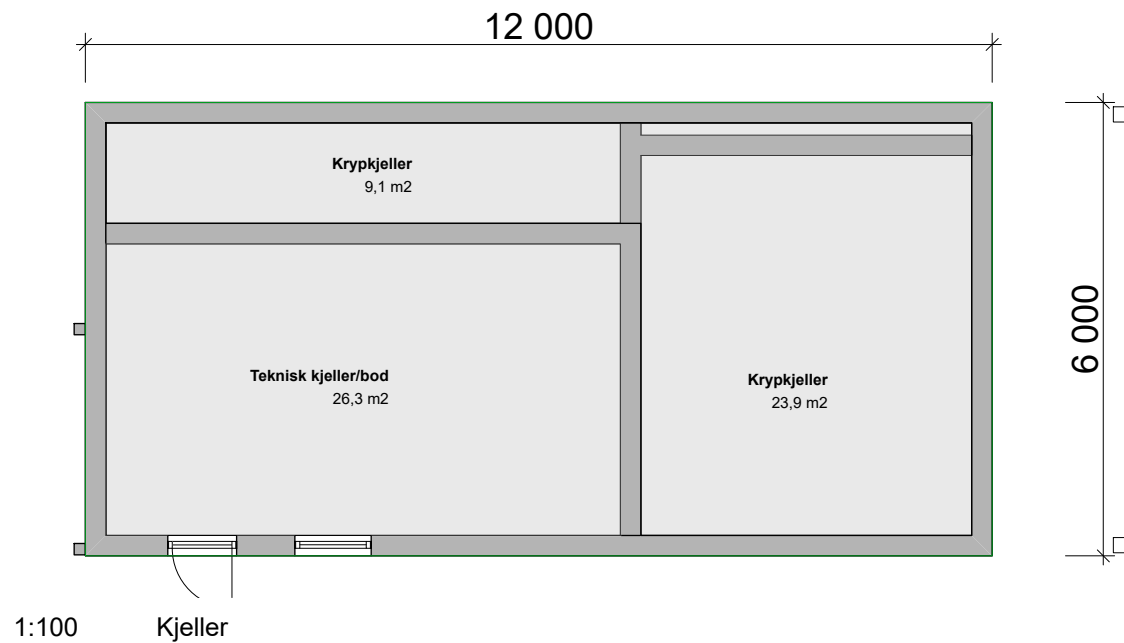 12 000
Krypkjeller
9,1 m2
6 000
Teknisk kjeller/bod
26,3 m2
Krypkjeller
23,9 m2
1:100 Kjeller